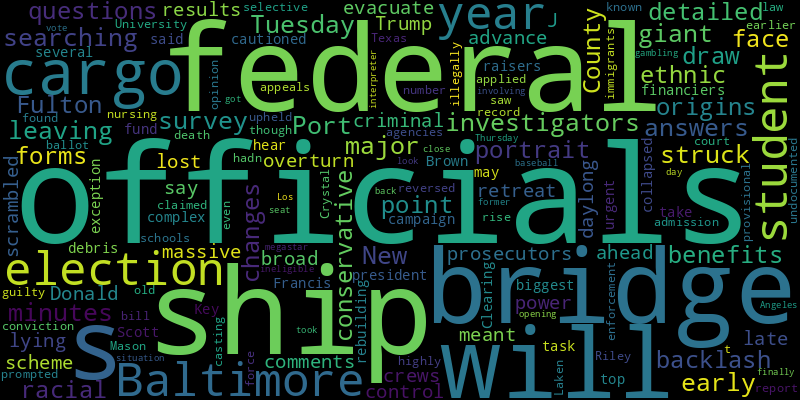 questions
results
evacuate
selective
known
law
University
Tuesday
Trump
J
detailed
earlier
vote
searching
said
cautioned
advance
giant
gambling
several
federal
year
County
face
cargo
Texas
raisers
draw
illegally
immigrants
ethnic
opinion
interpreter
appeals
applied
financiers
got
number
involving
Fulton
nursing
saw
origins
student
survey
upheld
Port
criminal
record
investigators
answers
leaving
fund
death
though
agencies
Thursday
court
found
ballot
hear
major
Brown
close
portrait
baseball
day
forms
lost
overturn
look
may
struck
collapsed
undocumented
scrambled
exception
say
hadn
conservative
back
reversed
retreat
daylong
urgent
take
provisional
claimed
complex
even
Crystal
Los
point
former
rise
admission
officials
seat
campaign
schools
debris
changes
megastar
New
prosecutors
ahead
benefits
massive
broad
ineligible
president
election
Francis
bridge
guilty
Donald
old
ship
rebuilding
Clearing
biggest
enforcement
minutes
bill
Key
power
opening
Angeles
conviction
Scott
s
took
will
meant
task
t
late
lying
Mason
casting
comments
highly
Riley
backlash
finally
scheme
situation
force
crews
Laken
top
early
prompted
racial
Baltimore
control
report